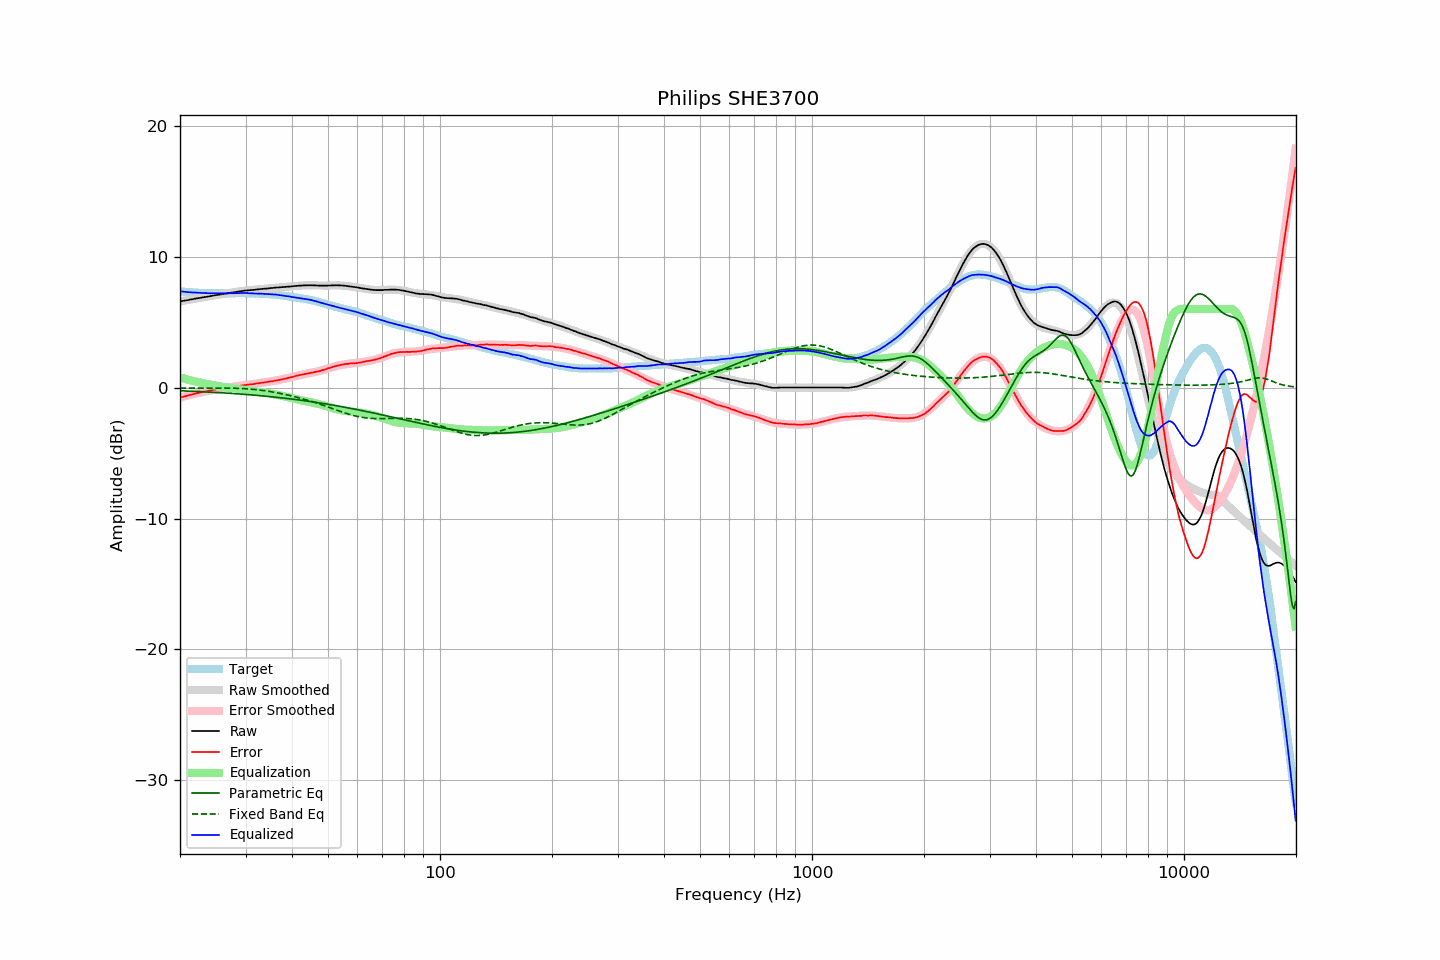 Philips SHE3700
20
10
0
−10
−20
−30
Amplitude (dBr)
Target
Raw Smoothed
Error Smoothed
Raw
Error
Equalization
Parametric Eq
Fixed Band Eq
Equalized
100
1000
10000
Frequency (Hz)